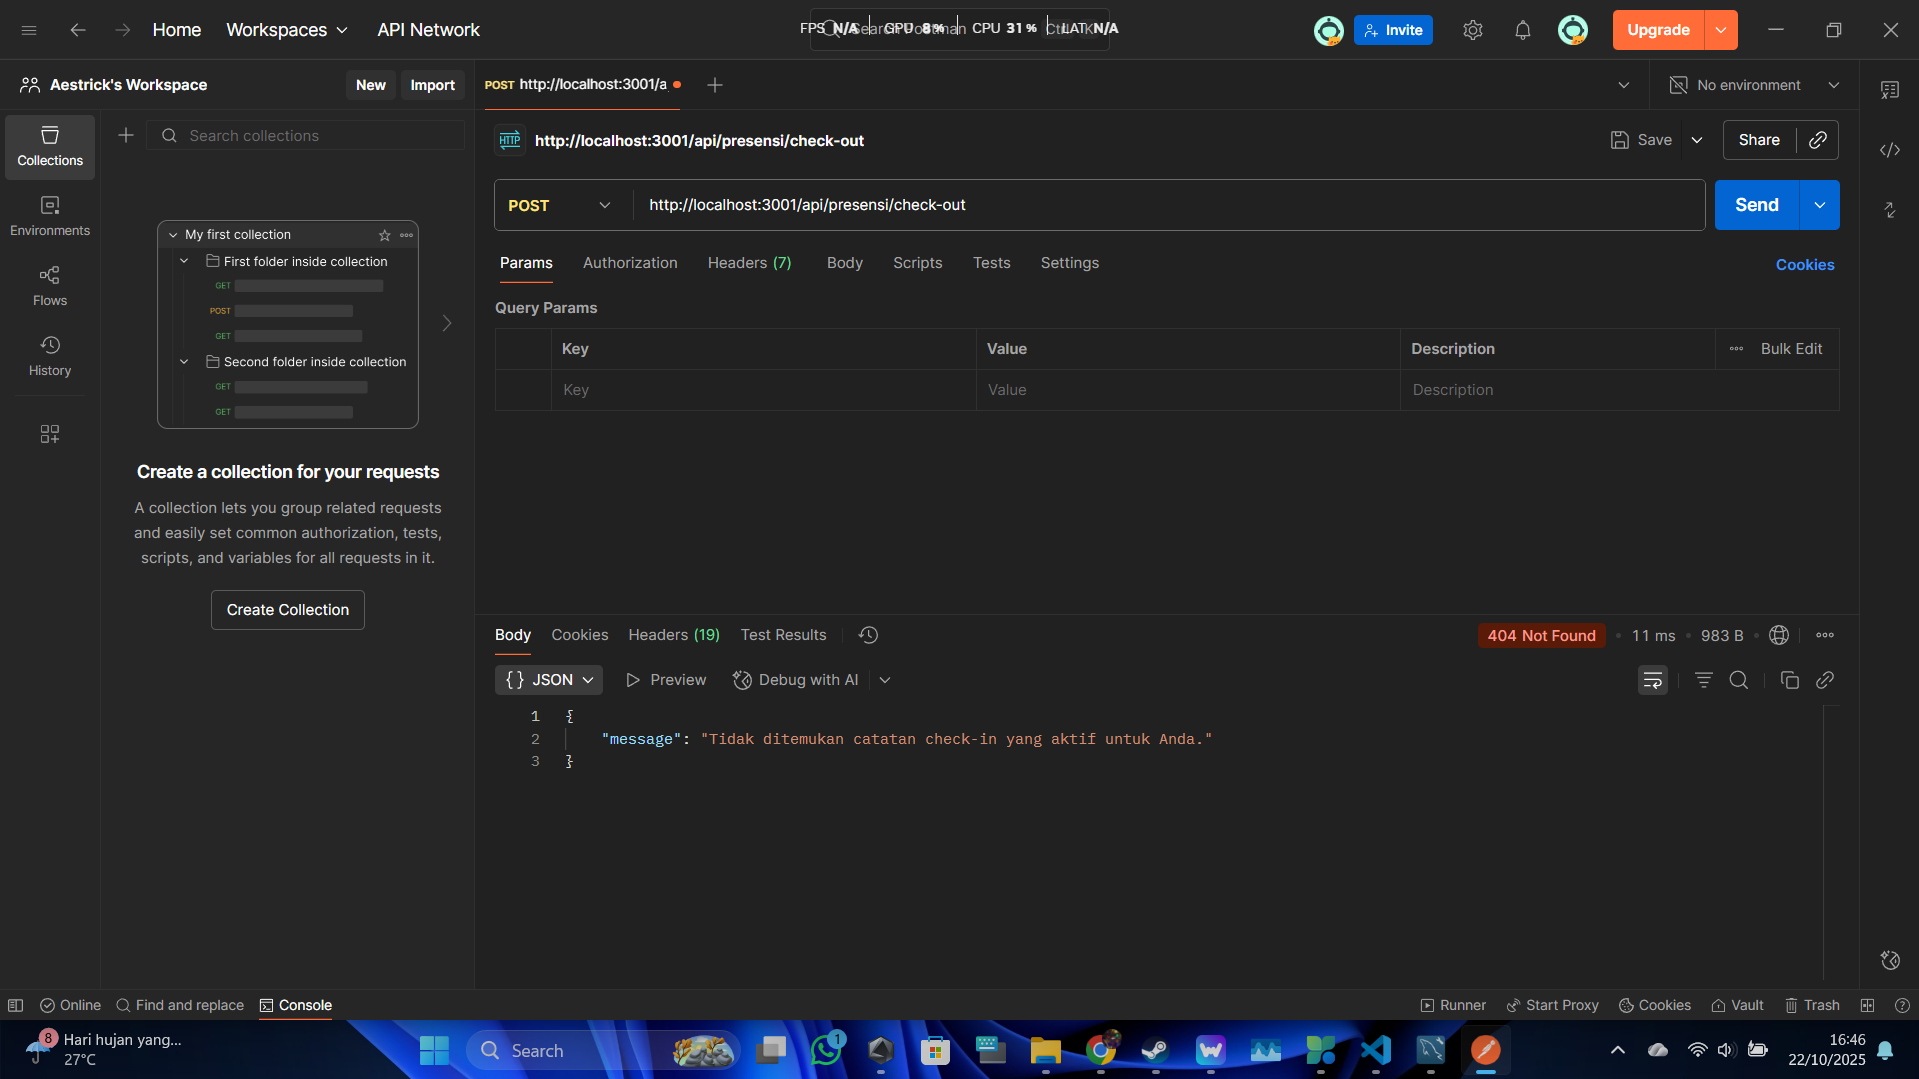 Home
Workspaces
API Network
FPS N/A GPU 8% CPU 31% LAT N/A
Invite
Upgrade
Aestrick's Workspace
New
Import
POST http://localhost:3001/a
No environment
Collections
Search collections
Environments
Flows
History
My first collection
First folder inside collection
GET
POST
GET
Second folder inside collection
GET
GET
Create a collection for your requests
A collection lets you group related requests
and easily set common authorization, tests,
scripts, and variables for all requests in it.
Create Collection
HTTP
http://localhost:3001/api/presensi/check-out
Save
Share
POST
http://localhost:3001/api/presensi/check-out
Send
Params
Authorization
Headers (7)
Body
Scripts
Tests
Settings
Cookies
Query Params
Key
Value
Description
Bulk Edit
Key
Value
Description
Body
Cookies
Headers (19)
Test Results
404 Not Found
11 ms
983 B
{} JSON
Preview
Debug with AI
1 {
2 "message": "Tidak ditemukan catatan check-in yang aktif untuk Anda."
3 }
Online
Find and replace
Console
Runner
Start Proxy
Cookies
Vault
Trash
8
Hari hujan yang...
27°C
Search
1
16:46
22/10/2025